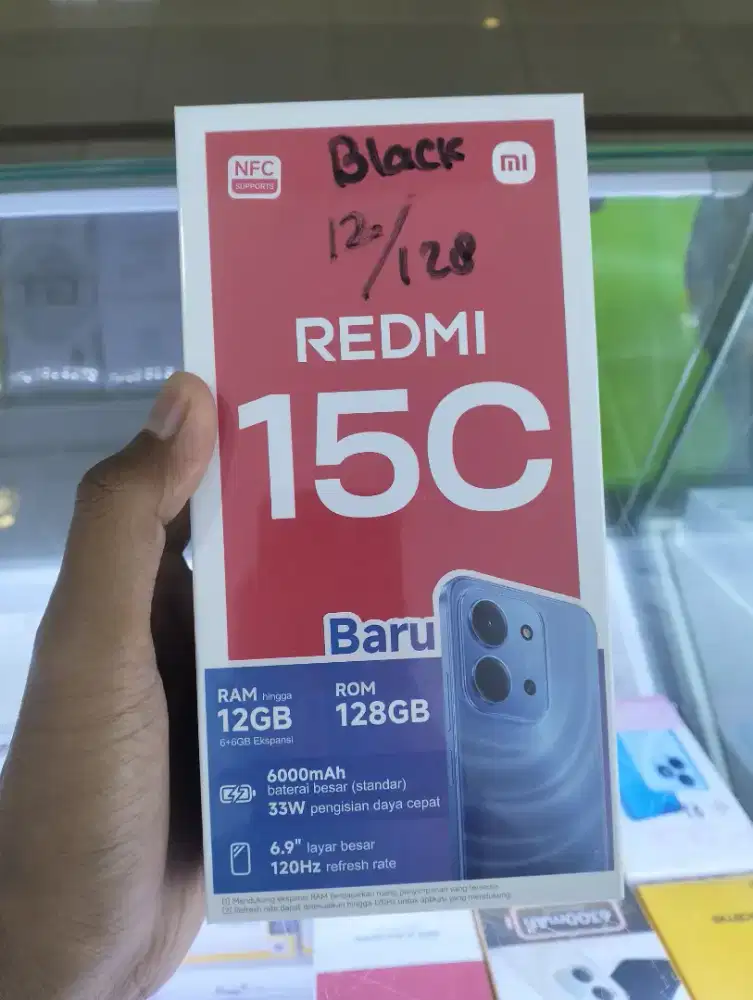 NFC
SUPPORTS
Black
mi
12/128
REDMI
15C
Baru
RAM hingga
12GB
6+6GB Ekspansi
ROM
128GB
6000mAh
baterai besar (standar)
33W pengisian daya cepat
6.9" layar besar
120Hz refresh rate